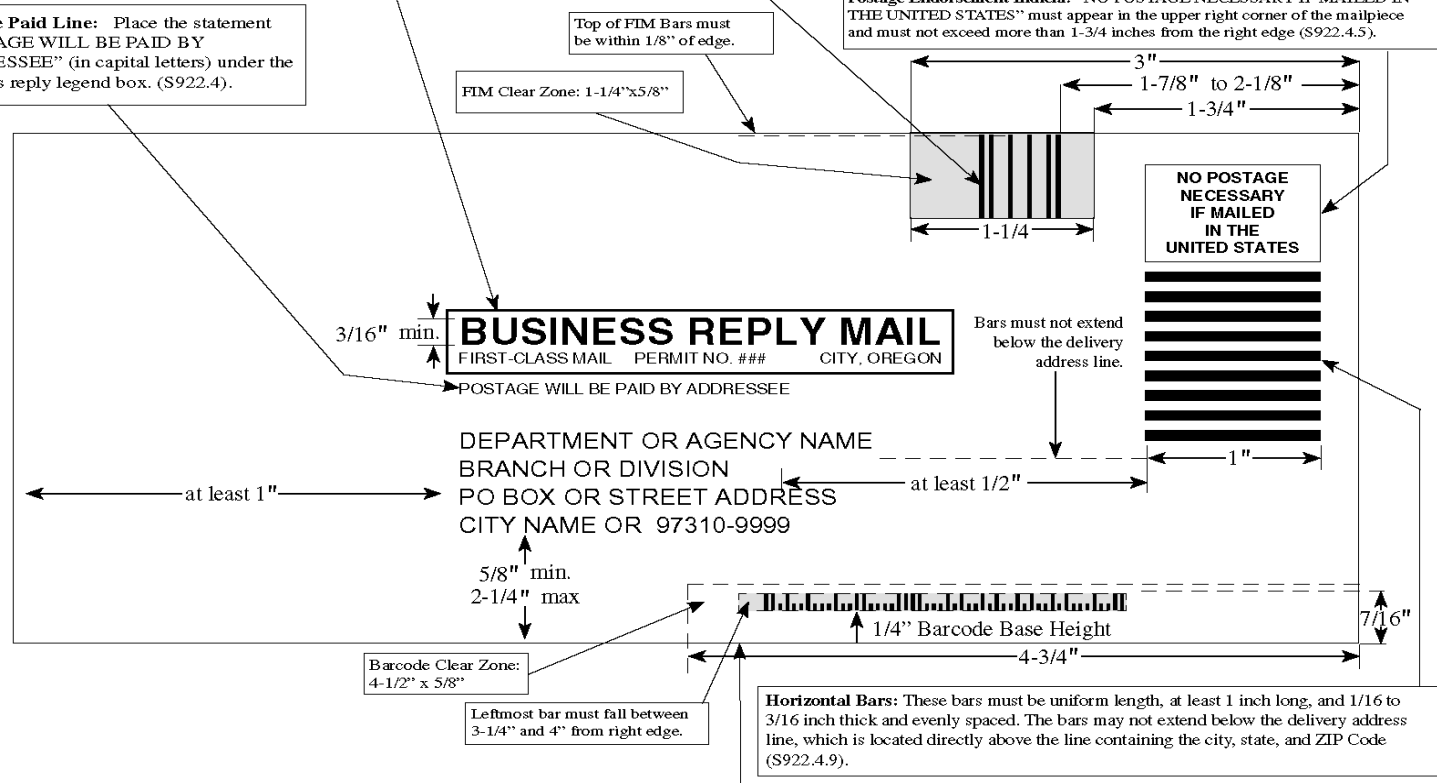 e Paid Line: Place the statement
AGE WILL BE PAID BY
ESSEE” (in capital letters) under the
s reply legend box. (S922.4).
Top of FIM Bars must
be within 1/8” of edge.
Postage Endorsement Indicia: “NO POSTAGE NECESSARY IF MAILED IN
THE UNITED STATES” must appear in the upper right corner of the mailpiece
and must not exceed more than 1-3/4 inches from the right edge (S922.4.5).
FIM Clear Zone: 1-1/4”x5/8”
3"
1-7/8" to 2-1/8"
1-3/4"
1-1/4
NO POSTAGE
NECESSARY
IF MAILED
IN THE
UNITED STATES
3/16" min.
BUSINESS REPLY MAIL
FIRST-CLASS MAIL PERMIT NO. ### CITY, OREGON
POSTAGE WILL BE PAID BY ADDRESSEE
Bars must not extend
below the delivery
address line.
DEPARTMENT OR AGENCY NAME
BRANCH OR DIVISION
PO BOX OR STREET ADDRESS
CITY NAME OR 97310-9999
at least 1"
at least 1/2"
1"
5/8" min.
2-1/4" max
1/4” Barcode Base Height
7/16"
4-3/4"
Barcode Clear Zone:
4-1/2” x 5/8”
Leftmost bar must fall between
3-1/4” and 4” from right edge.
Horizontal Bars: These bars must be uniform length, at least 1 inch long, and 1/16 to
3/16 inch thick and evenly spaced. The bars may not extend below the delivery address
line, which is located directly above the line containing the city, state, and ZIP Code
(S922.4.9).